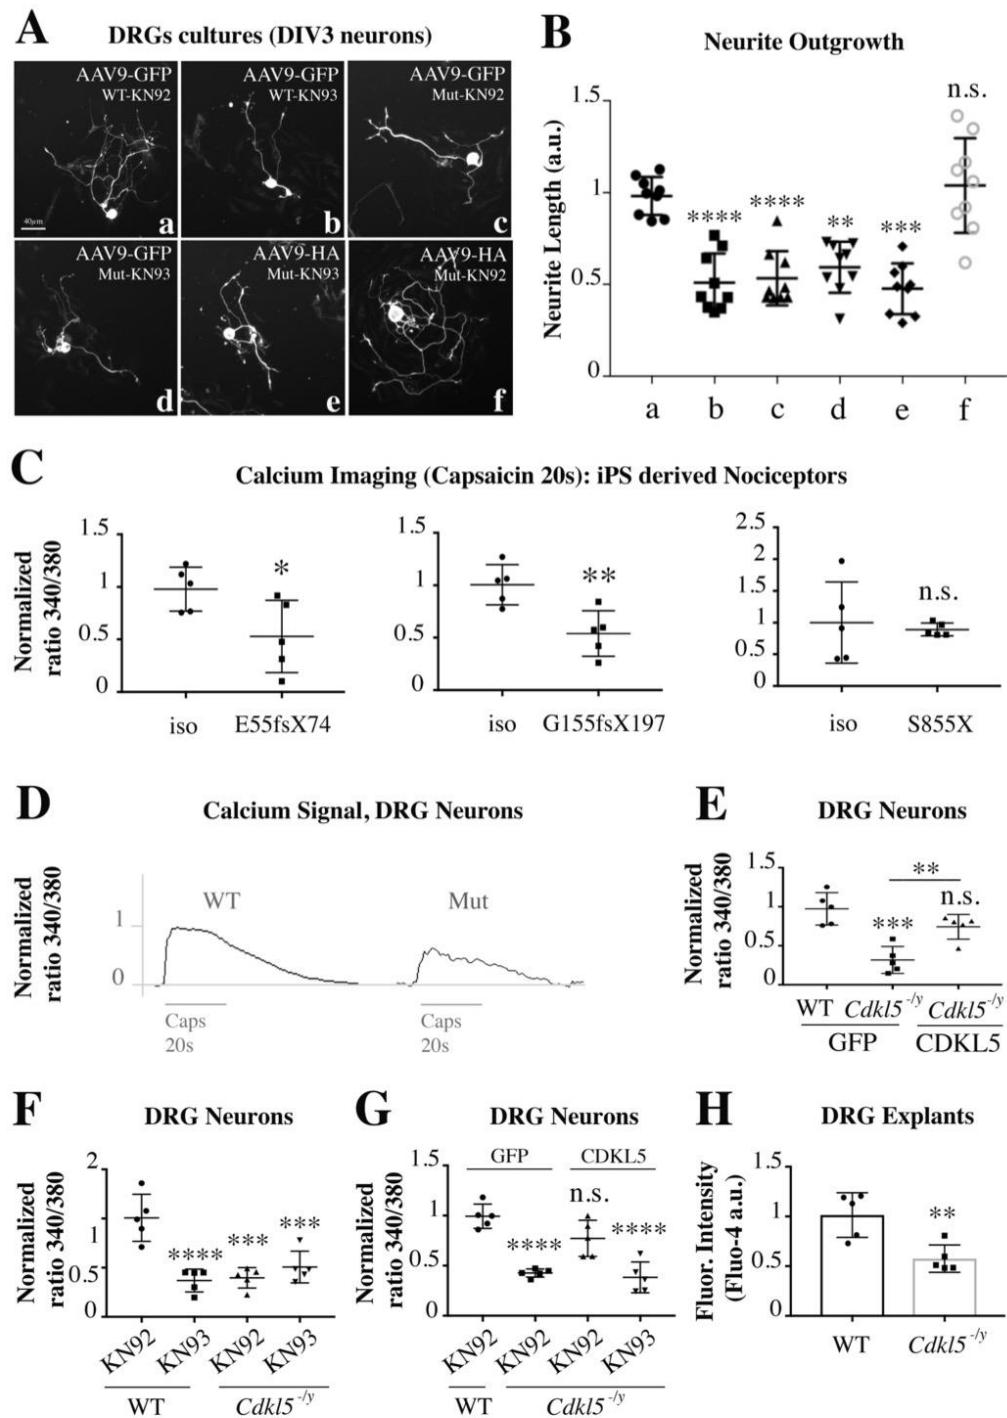 A
DRGs cultures (DIV3 neurons)
AAV9-GFP
WT-KN92
40µm
a
AAV9-GFP
WT-KN93
b
AAV9-GFP
Mut-KN92
c
AAV9-GFP
Mut-KN93
d
AAV9-HA
Mut-KN93
e
AAV9-HA
Mut-KN92
f
B
Neurite Outgrowth
Neurite Length (a.u.)
1.5
1
0.5
0
****
****
**
***
n.s.
a b c d e f
C
Calcium Imaging (Capsaicin 20s): iPS derived Nociceptors
Normalized
ratio 340/380
1.5
1
0.5
0
*
iso E55fsX74
1.5
1
0.5
0
**
iso G155fsX197
2.5
2
1.5
1
0.5
0
n.s.
iso S855X
D
Calcium Signal, DRG Neurons
Normalized
ratio 340/380
1
0
WT
Mut
Caps
20s
Caps
20s
E
DRG Neurons
Normalized
ratio 340/380
1.5
1
0.5
0
**
***
n.s.
WT Cdkl5-/y Cdkl5-/y
GFP CDKL5
F
DRG Neurons
Normalized
ratio 340/380
2
1
0.5
0
****
***
***
KN92 KN93 KN92 KN93
WT Cdkl5-/y
G
DRG Neurons
Normalized
ratio 340/380
1.5
1
0.5
0
GFP CDKL5
****
n.s.
****
KN92 KN92 KN92 KN93
WT Cdkl5-/y
H
DRG Explants
Fluor. Intensity
(Fluo-4 a.u.)
1.5
1
0.5
0
**
WT Cdkl5-/y